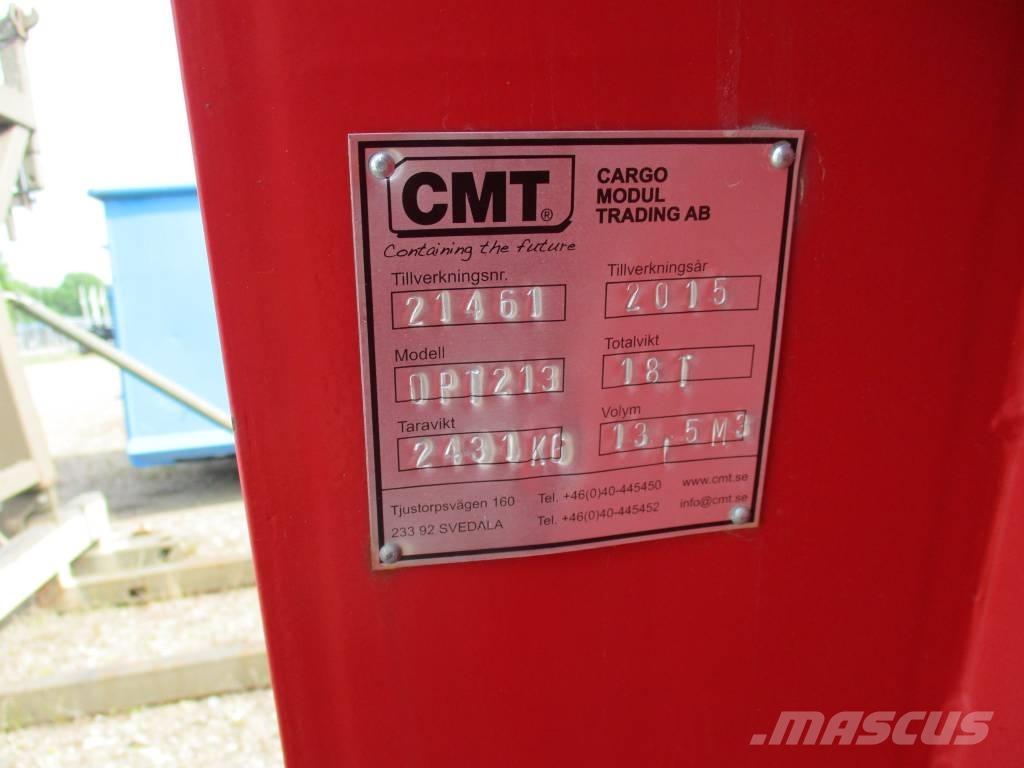 CMT®
Containing the future
CARGO
MODUL
TRADING AB
Tillverkningsnr.
21461
Tillverkningsår
2015
Modell
OPT213
Totalvikt
18T
Taravikt
2431KG
Volym
13,5M3
Tjustorpsvägen 160
233 92 SVEDALA
Tel. +46(0)40-445450
Tel. +46(0)40-445452
www.cmt.se
info@cmt.se
MASCUS